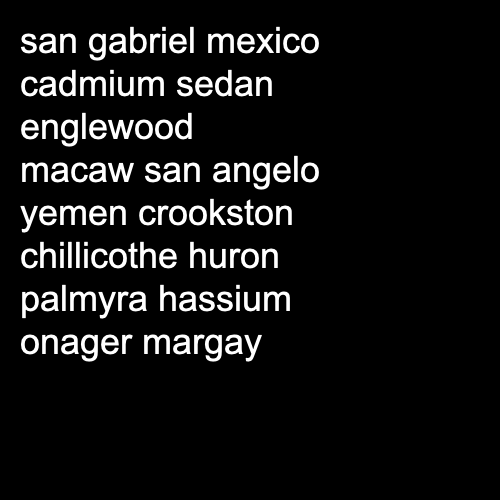 san gabriel mexico
cadmium sedan
englewood
macaw san angelo
yemen crookston
chillicothe huron
palmyra hassium
onager margay